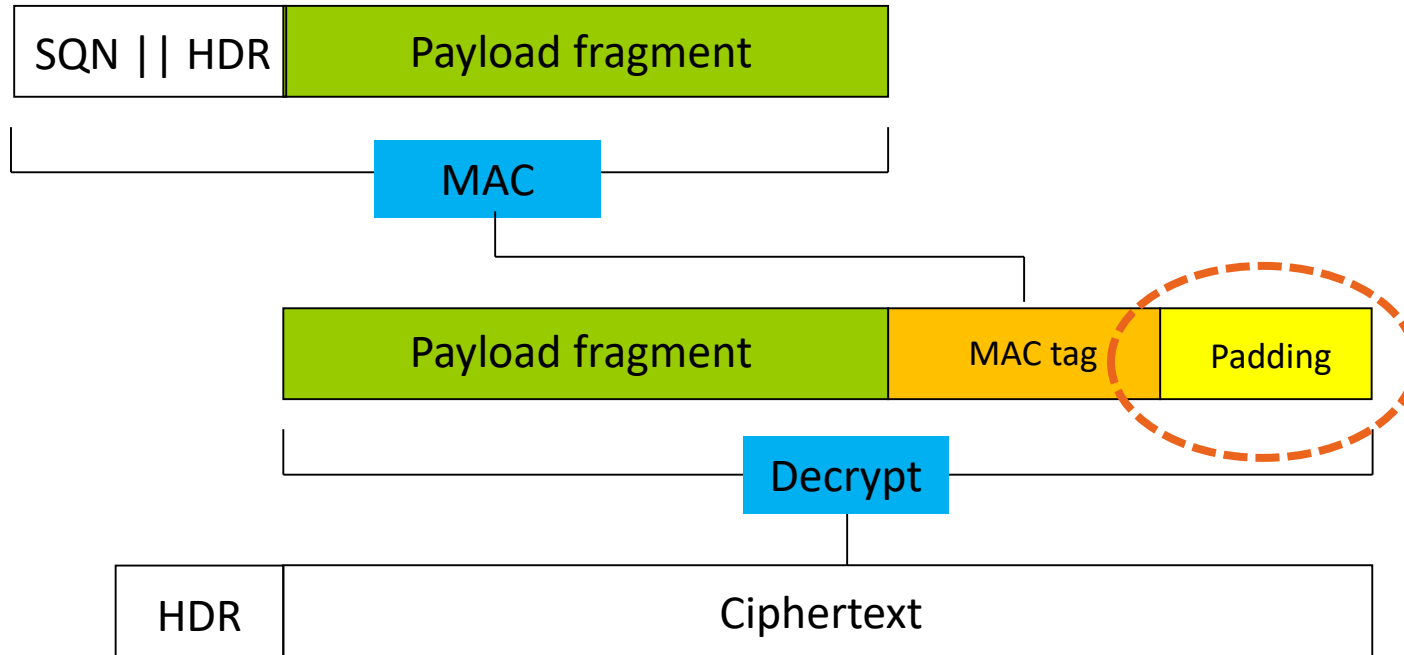 SQN || HDR
Payload fragment
MAC
Payload fragment
MAC tag
Padding
Decrypt
HDR
Ciphertext